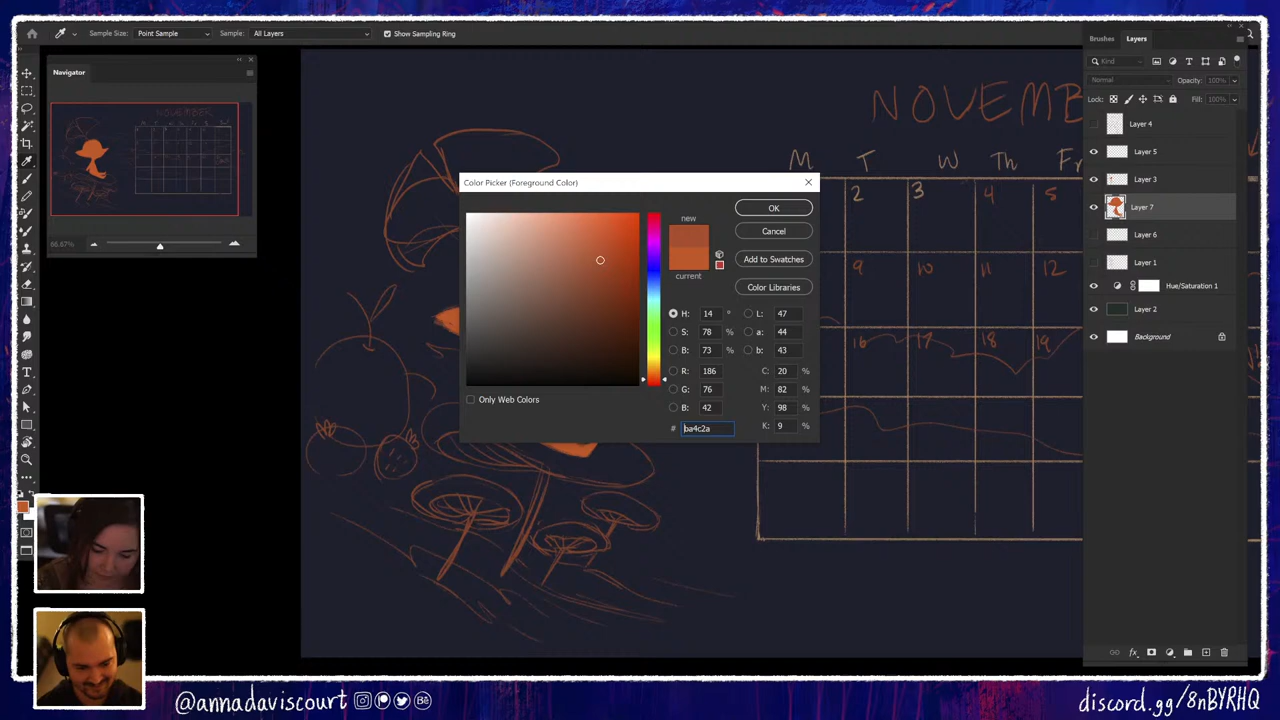 Sample Size: Point Sample Sample: All Layers Show Sampling Ring
Navigator
66.67%
NOVEMBE
M T W Th Fr
2 3 4 5
9 10 11 12
16 17 18 19
Color Picker (Foreground Color)
new
current
OK
Cancel
Add to Swatches
Color Libraries
H: 14 ° L: 47
S: 78 % a: 44
B: 73 % b: 43
R: 186 C: 20 %
G: 76 M: 82 %
B: 42 Y: 98 %
# ba4c2a K: 9 %
Only Web Colors
Brushes Layers
Kind
Normal Opacity: 100%
Lock: Fill: 100%
Layer 4
Layer 5
Layer 3
Layer 7
Layer 6
Layer 1
Hue/Saturation 1
Layer 2
Background
fx
@annadaviscourt
Bē
discord.gg/8nBYRHQ